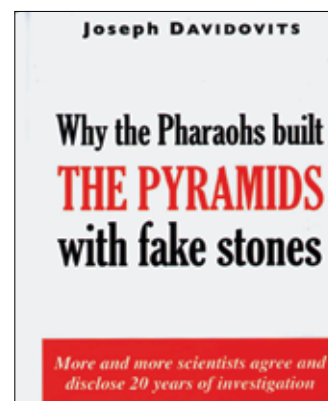 Joseph DAVIDOVITS
Why the Pharaohs built
THE PYRAMIDS
with fake stones
More and more scientists agree and
disclose 20 years of investigation